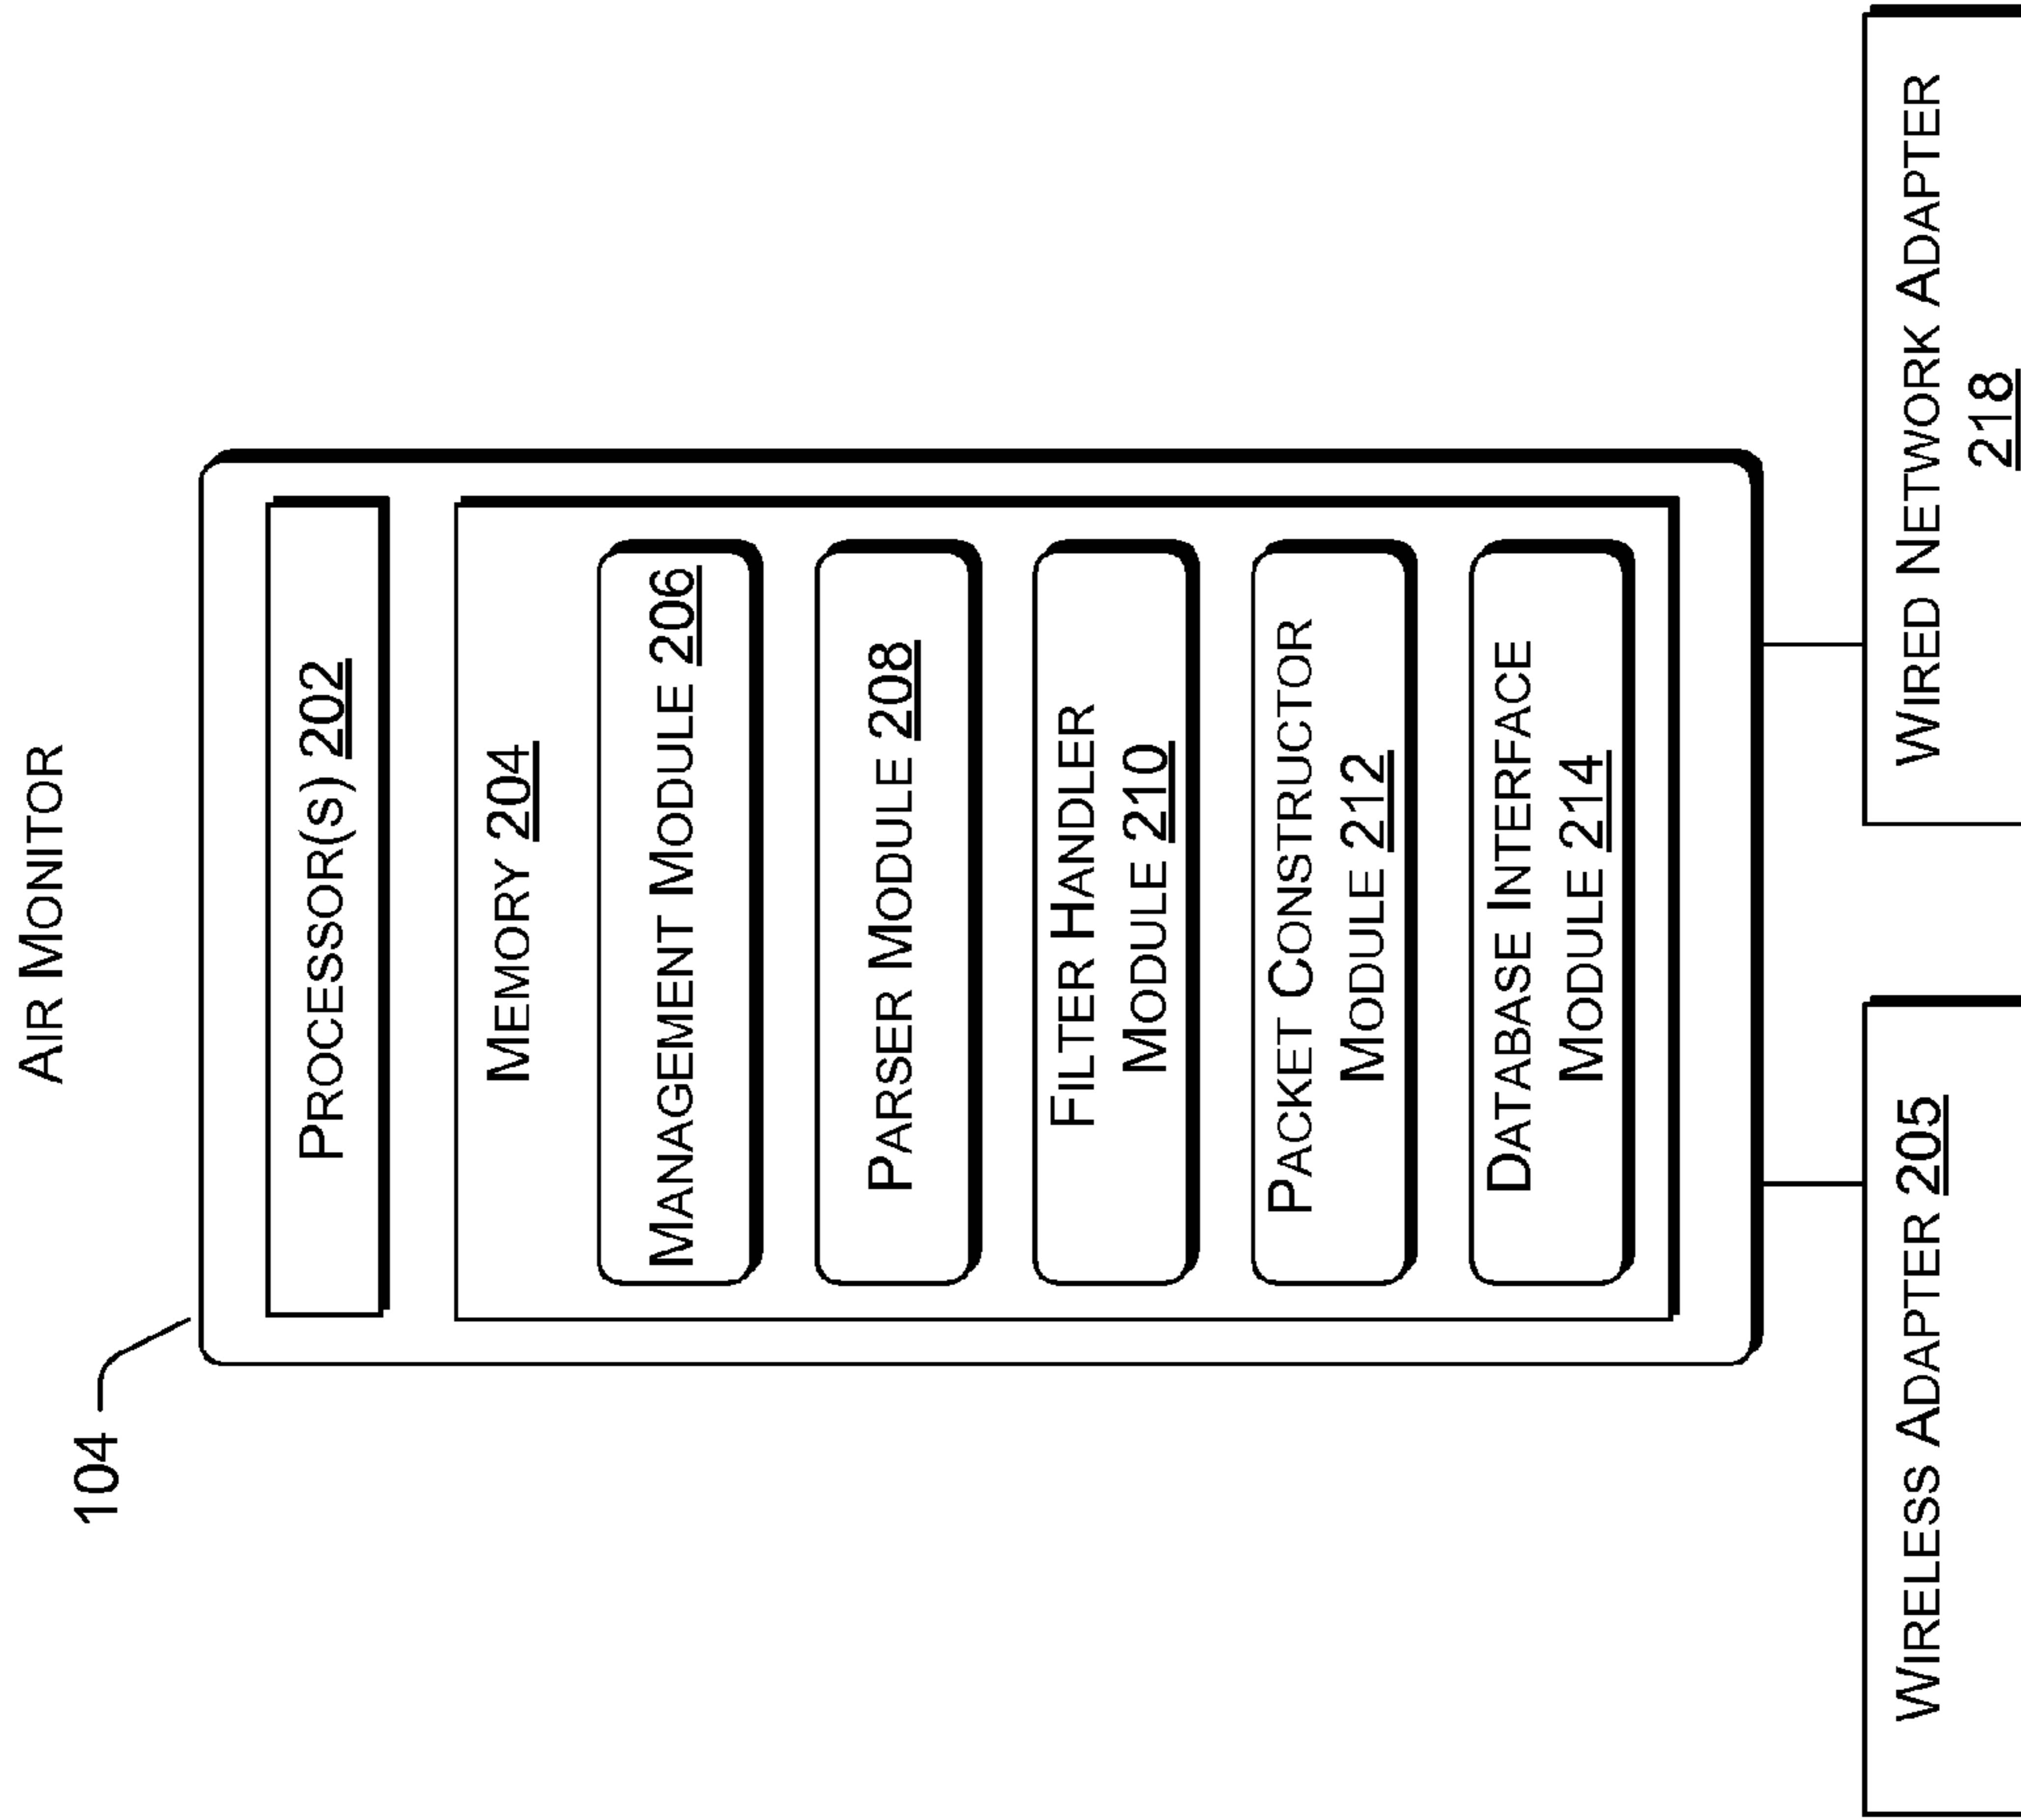 AIR MONITOR
104
PROCESSOR(S) 202
MEMORY 204
MANAGEMENT MODULE 206
PARSER MODULE 208
FILTER HANDLER
MODULE 210
PACKET CONSTRUCTOR
MODULE 212
DATABASE INTERFACE
MODULE 214
WIRELESS ADAPTER 205
WIRED NETWORK ADAPTER
218